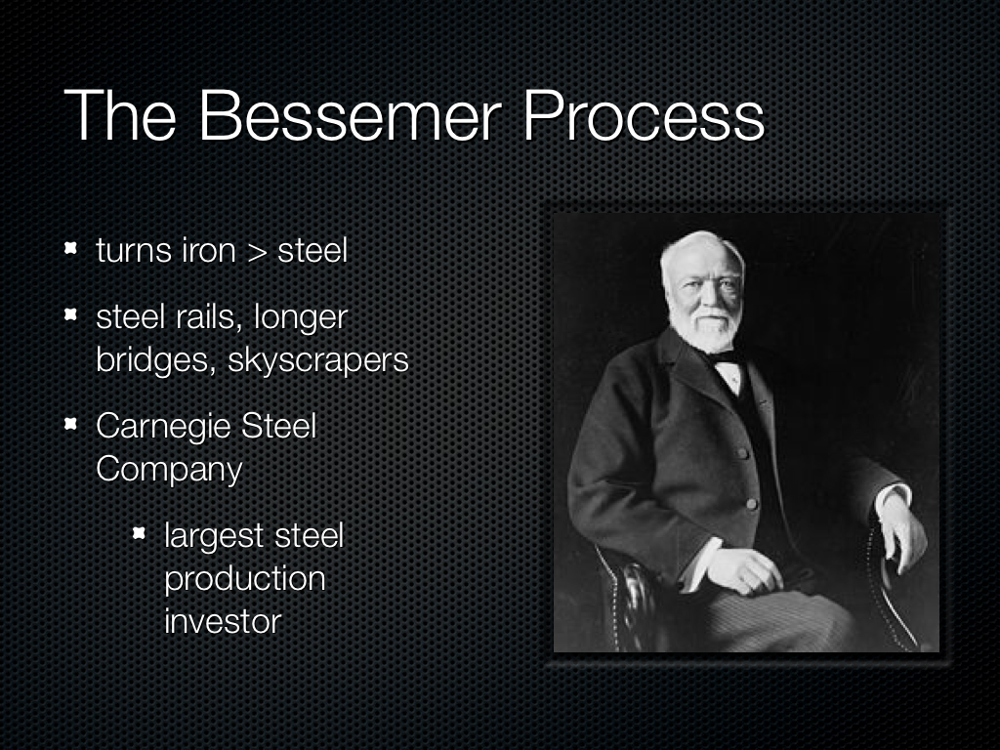 The Bessemer Process
turns iron > steel
steel rails, longer
bridges, skyscrapers
Carnegie Steel
Company
largest steel
production
investor